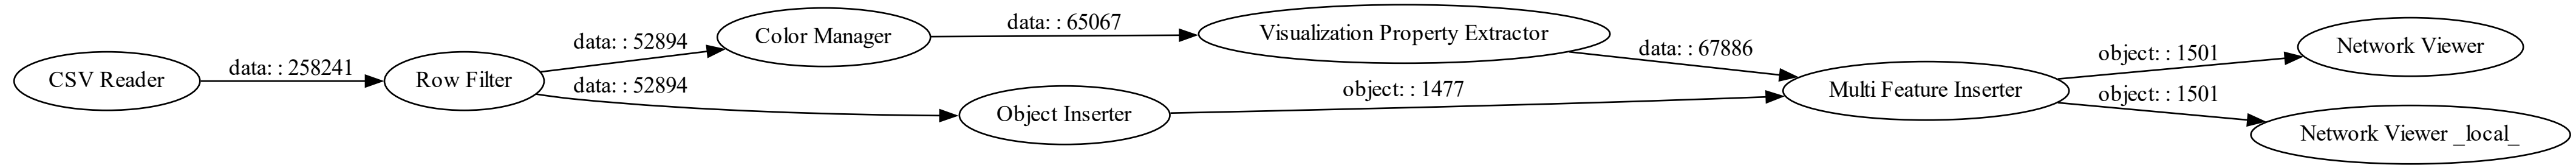 CSV Reader
data: : 258241
Row Filter
data: : 52894
data: : 52894
Color Manager
data: : 65067
Object Inserter
Visualization Property Extractor
object: : 1477
data: : 67886
Multi Feature Inserter
object: : 1501
object: : 1501
Network Viewer
Network Viewer _local_